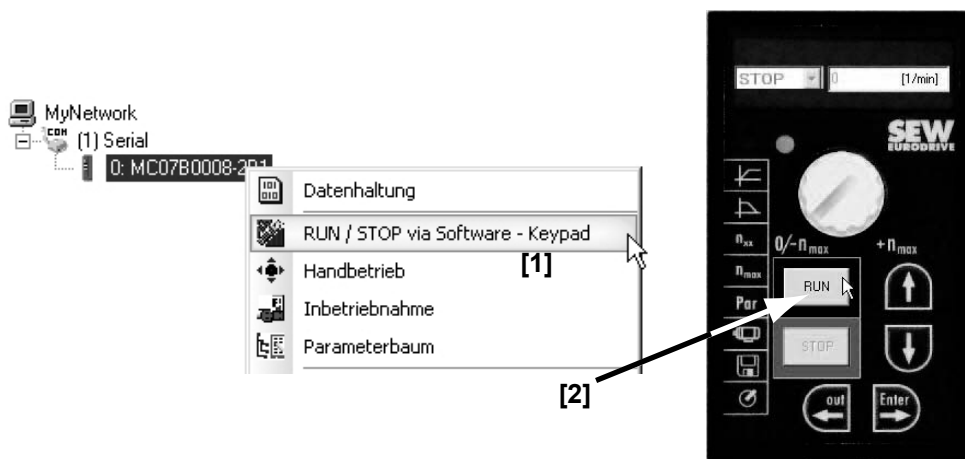 MyNetwork
COM
(1) Serial
0: MC07B0008-2B1
Datenhaltung
RUN / STOP via Software - Keypad
[1]
Handbetrieb
Inbetriebnahme
Parameterbaum
[2]
STOP 0 [1/min]
SEW
EURODRIVE
nxx
0/-nmax +nmax
nmax
RUN
Par
STOP
out Enter